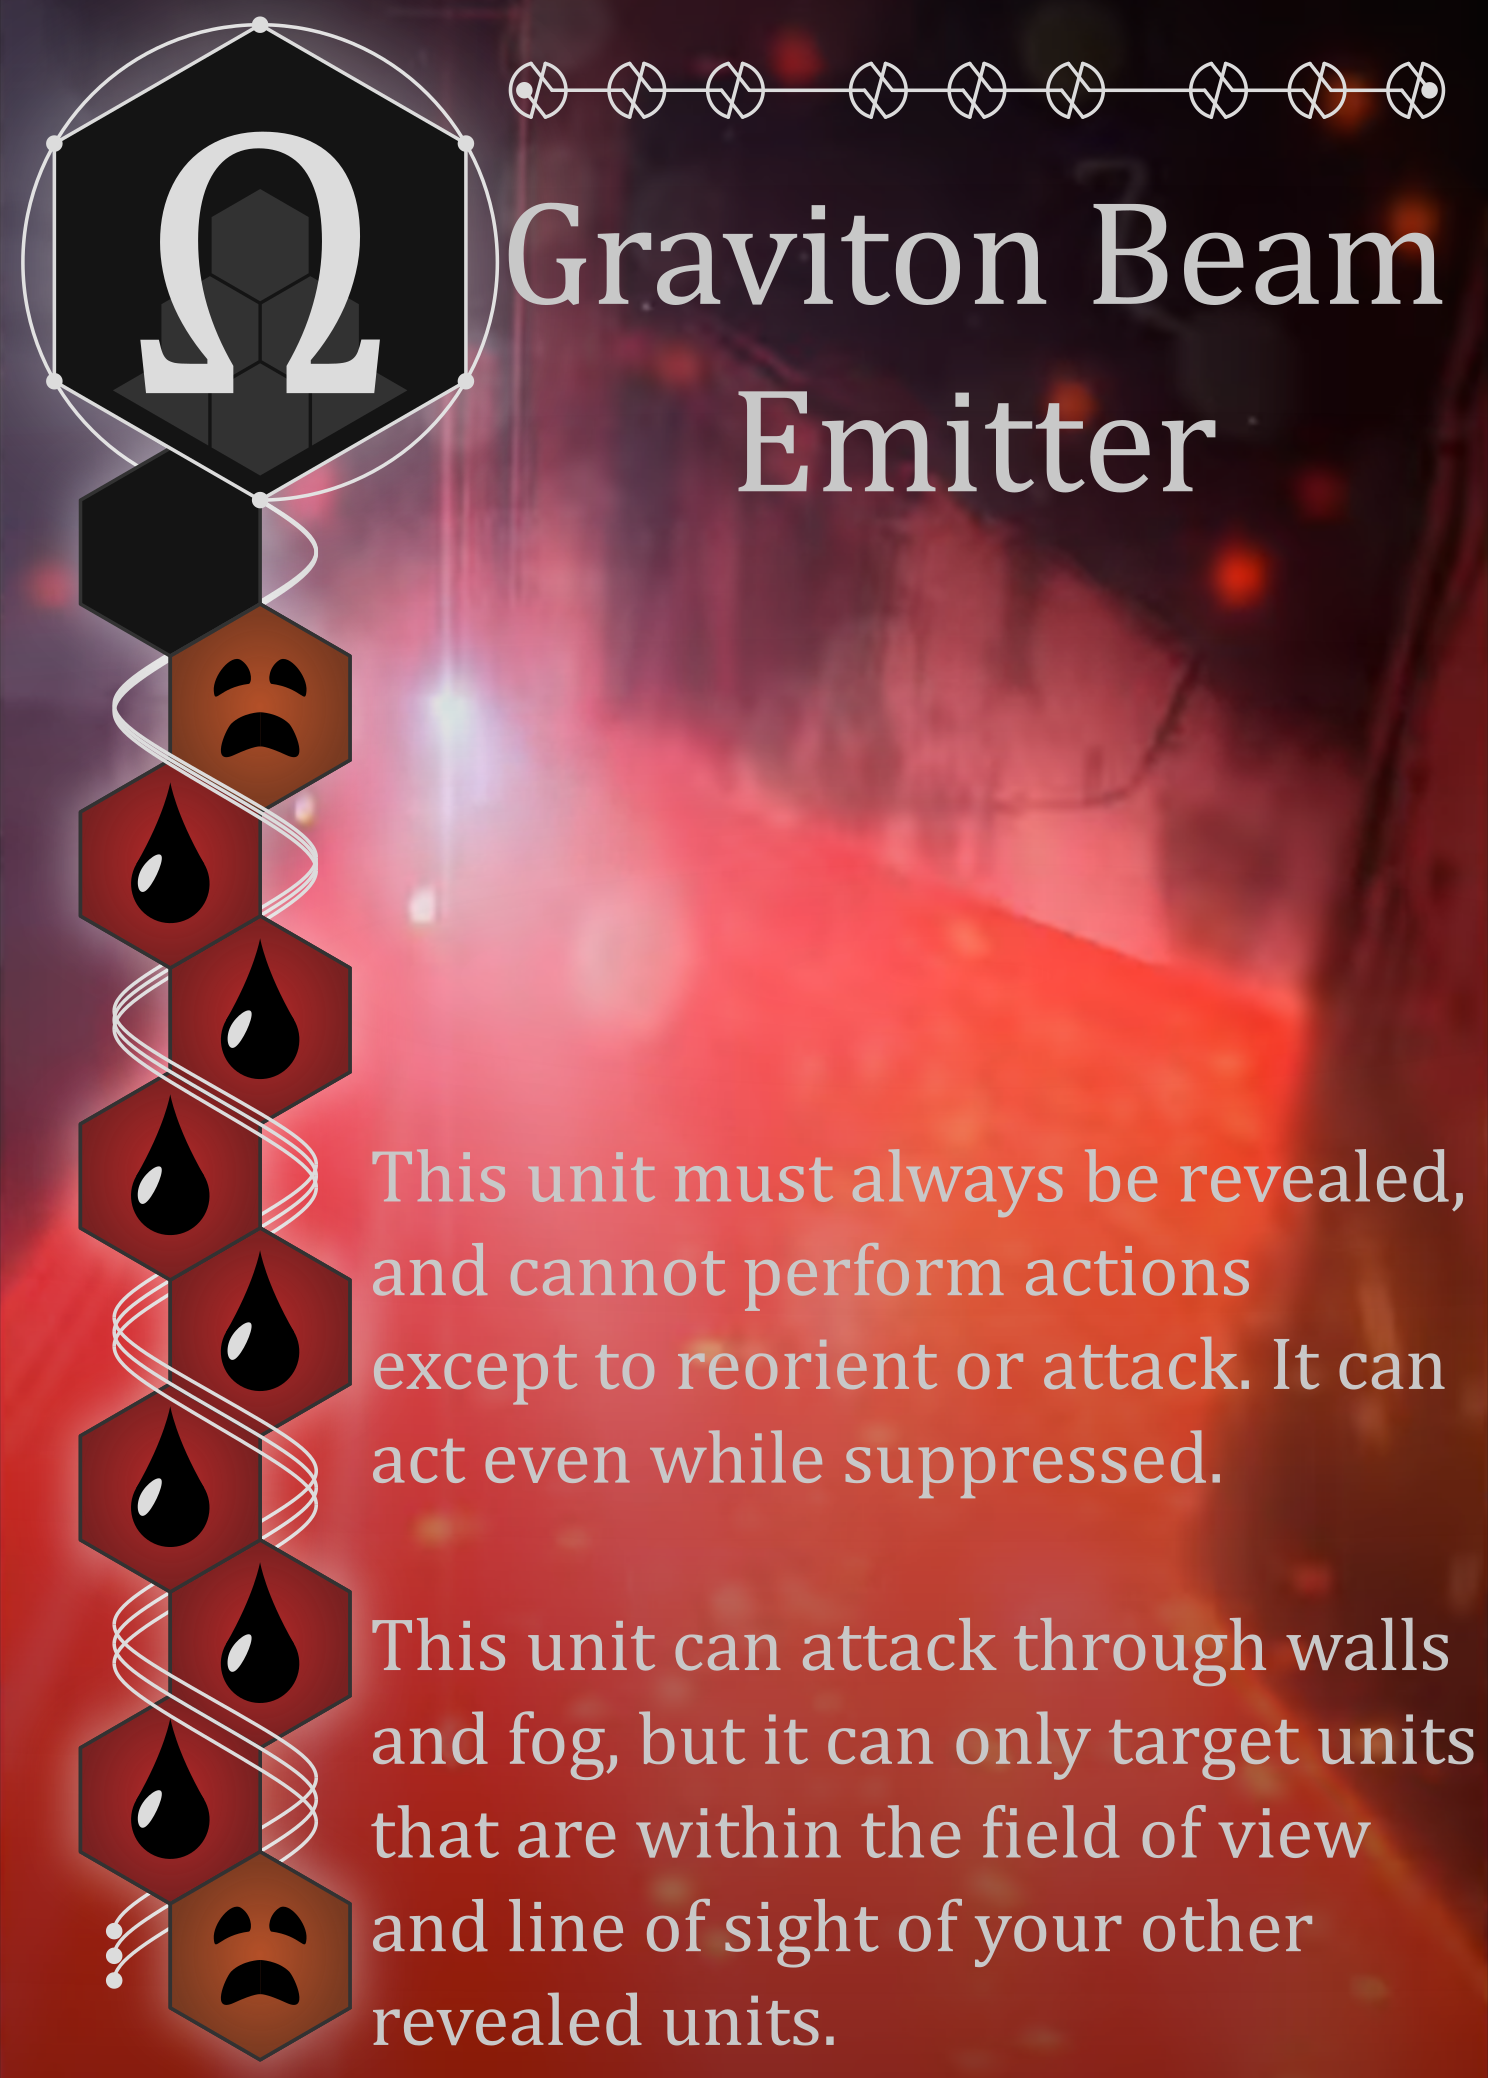 Ω
Graviton Beam
Emitter
This unit must always be revealed,
and cannot perform actions
except to reorient or attack. It can
act even while suppressed.
This unit can attack through walls
and fog, but it can only target units
that are within the field of view
and line of sight of your other
revealed units.